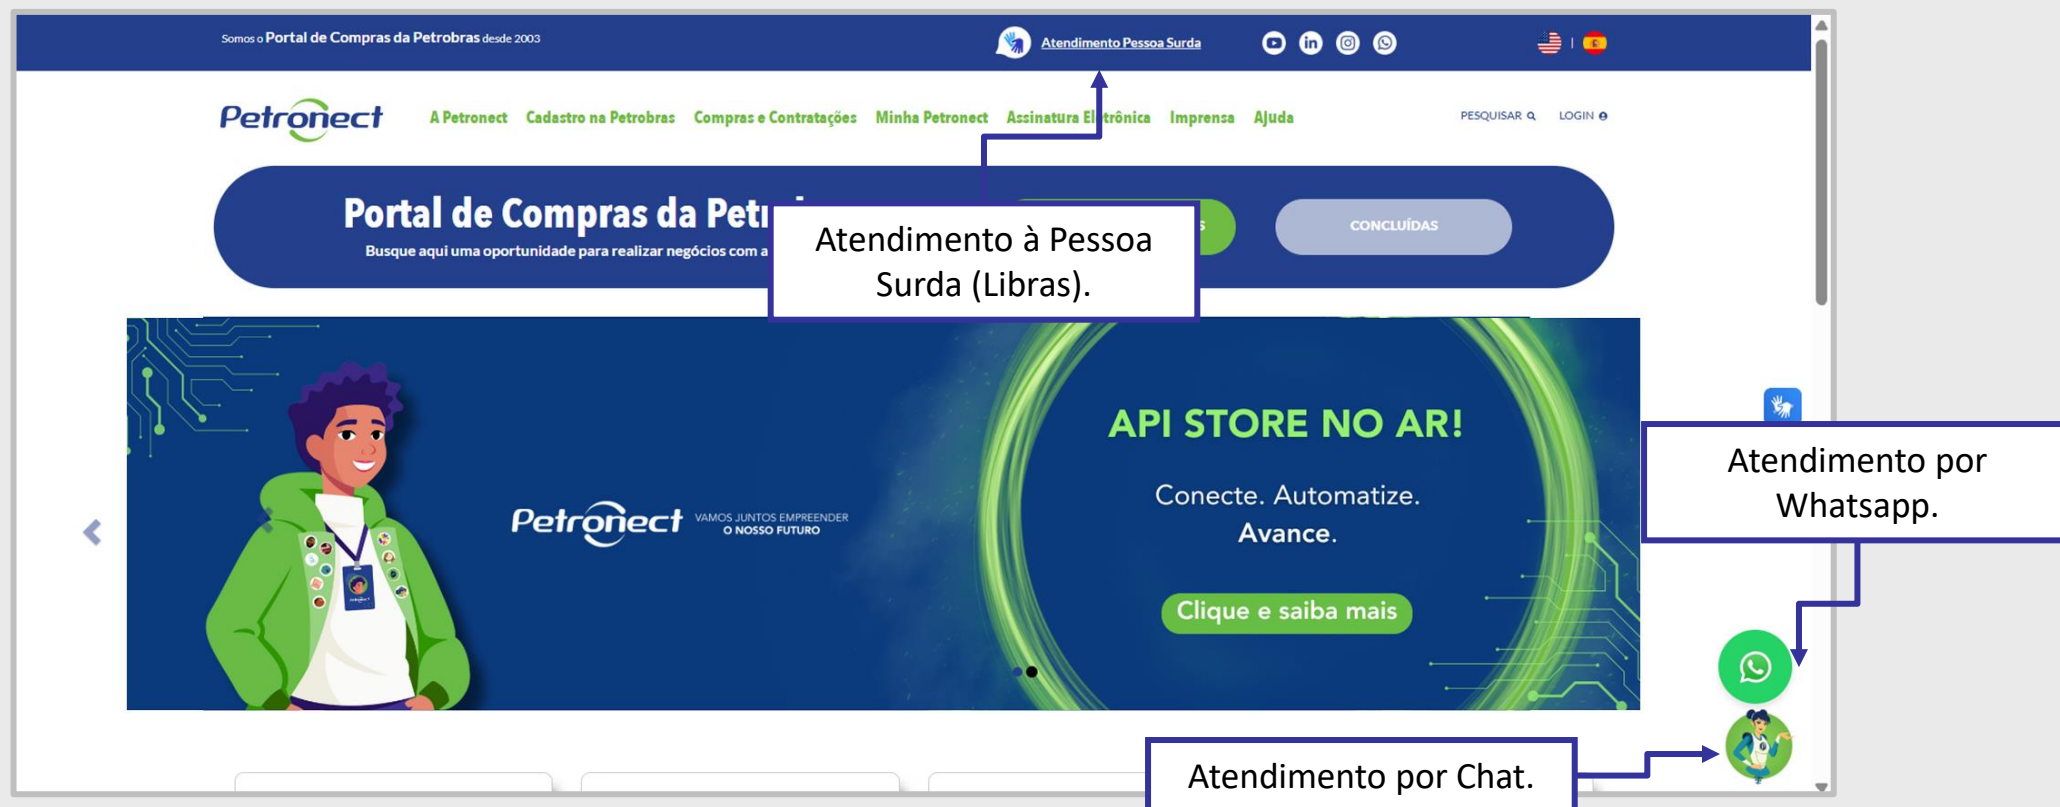 Somos o Portal de Compras da Petrobras desde 2003
Atendimento Pessoa Surda
Petronect
A Petronect Cadastro na Petrobras Compras e Contratações Minha Petronect Assinatura Eletrônica Imprensa Ajuda
PESQUISAR LOGIN
Portal de Compras da
Busque aqui uma oportunidade para realizar negócios com a
CONCLUÍDAS
Atendimento à Pessoa
Surda (Libras).
API STORE NO AR!
Conecte. Automatize.
Avance.
Clique e saiba mais
Petronect
VAMOS JUNTOS EMPREENDER
O NOSSO FUTURO
Atendimento por
Whatsapp.
Atendimento por Chat.